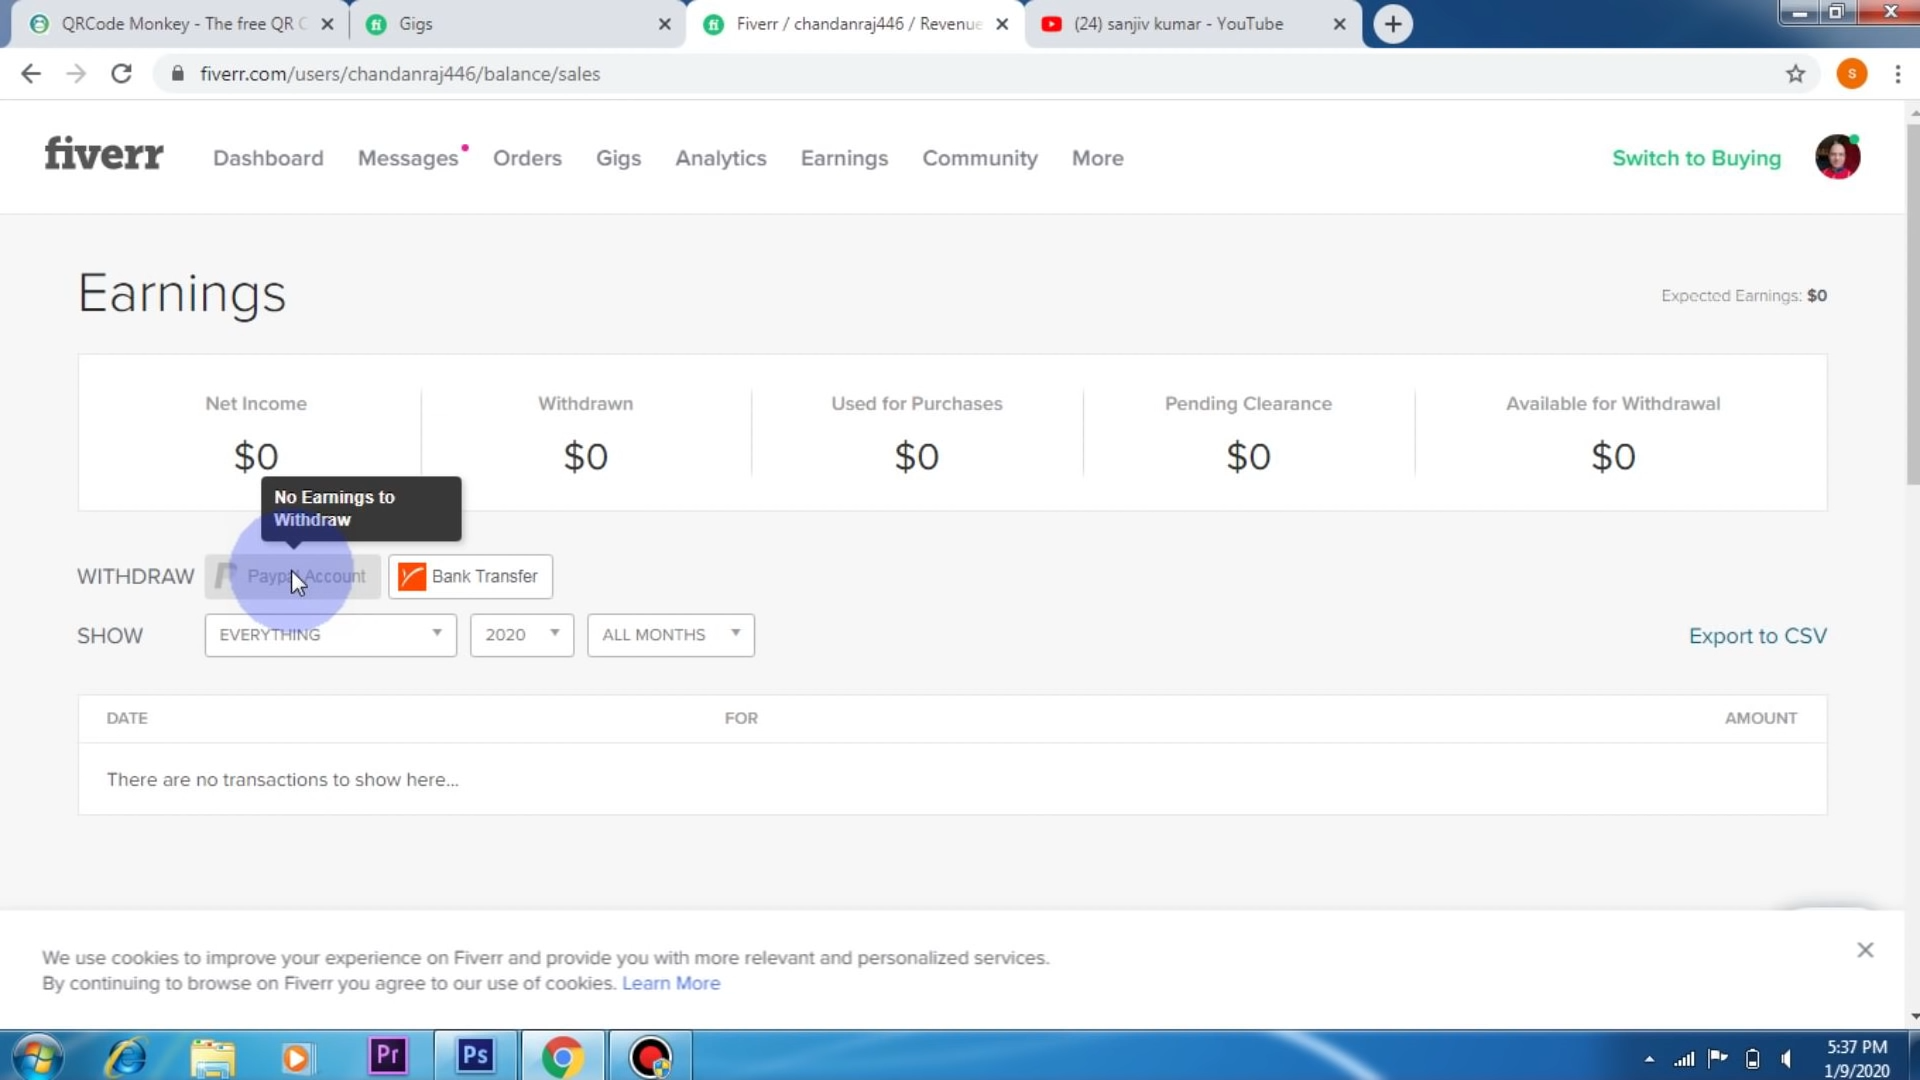 QRCode Monkey - The free QR C
Gigs
Fiverr / chandanraj446 / Revenue
(24) sanjiv kumar - YouTube
fiverr.com/users/chandanraj446/balance/sales
S
fiverr
Dashboard
Messages
Orders
Gigs
Analytics
Earnings
Community
More
Switch to Buying
Earnings
Expected Earnings: $0
Net Income
Withdrawn
Used for Purchases
Pending Clearance
Available for Withdrawal
$0
$0
$0
$0
$0
No Earnings to
Withdraw
WITHDRAW
Paypal Account
Bank Transfer
SHOW
EVERYTHING
2020
ALL MONTHS
Export to CSV
DATE
FOR
AMOUNT
There are no transactions to show here...
We use cookies to improve your experience on Fiverr and provide you with more relevant and personalized services.
By continuing to browse on Fiverr you agree to our use of cookies. Learn More
Pr
Ps
5:37 PM
1/9/2020